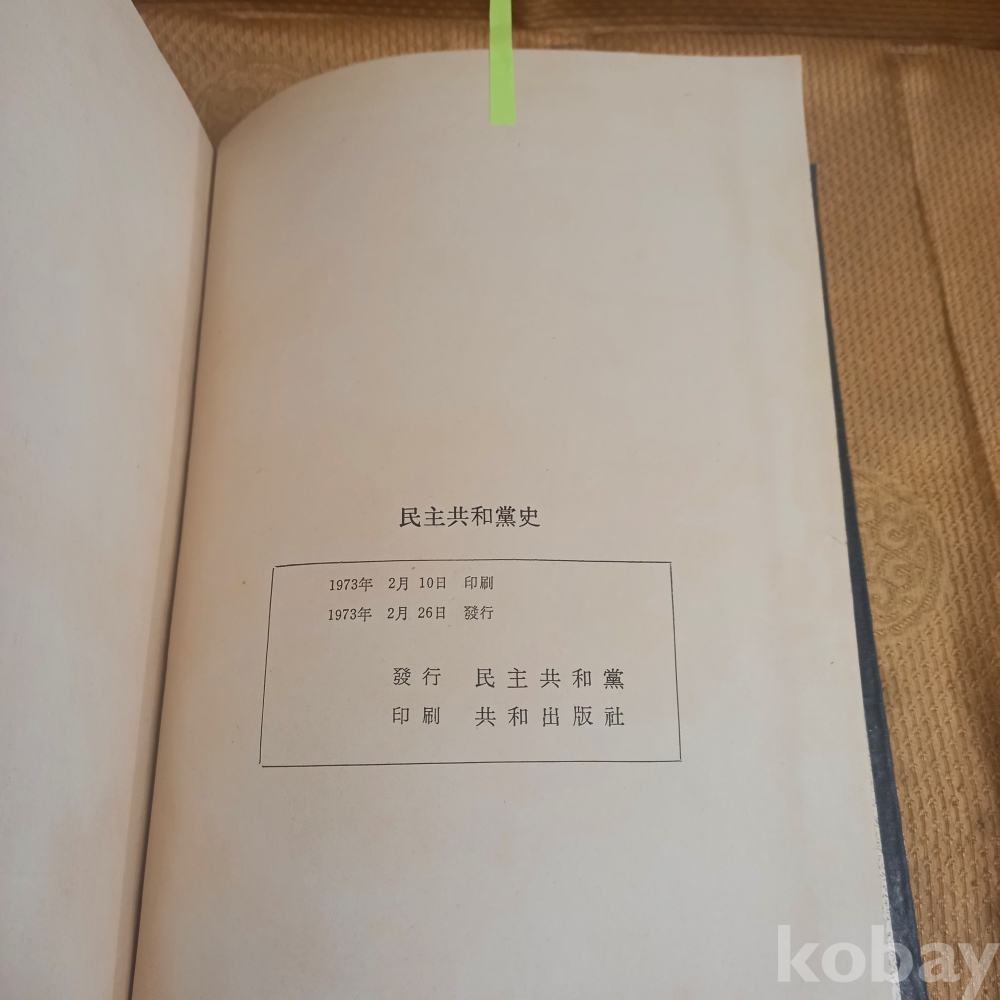 民主共和黨史
1973年 2月 10日 印刷
1973年 2月 26日 發行
發行 民主共和黨
印刷 共和出版社
kobay